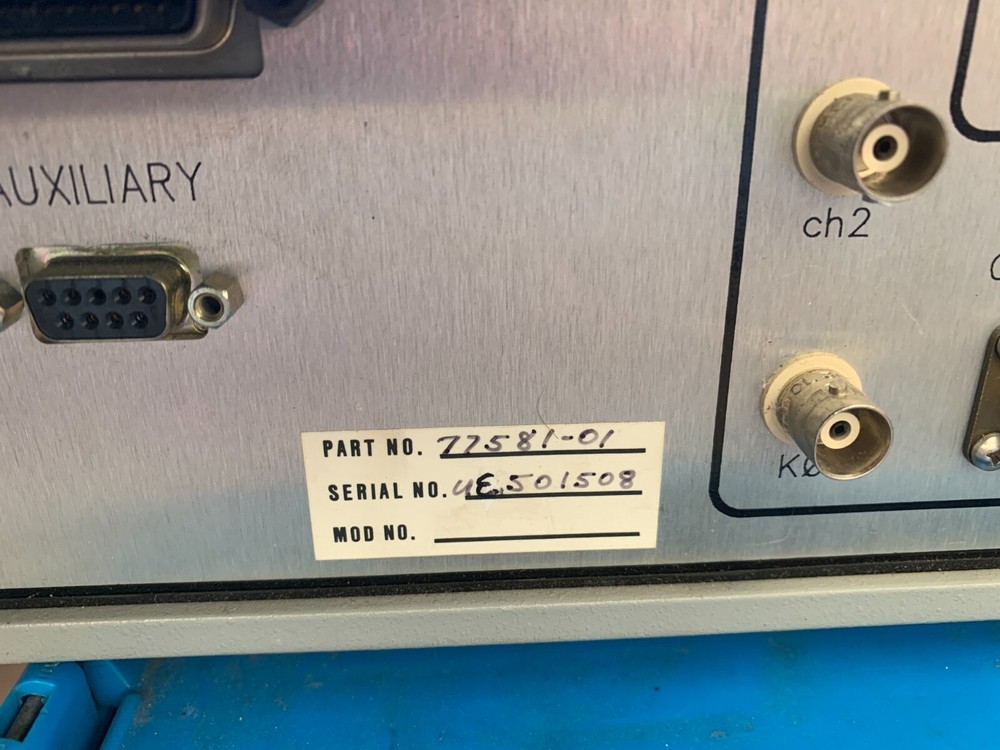 AUXILIARY
ch2
PART NO. 77581-01
SERIAL NO. UE501508
MOD NO.